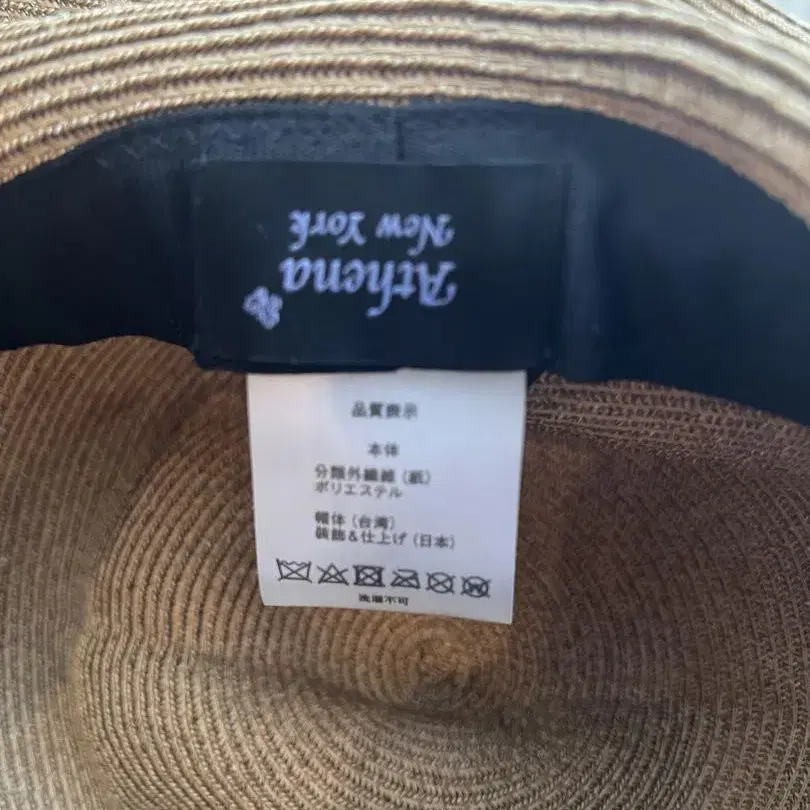 Athena
New York
品質表示
本体
分類外繊維（紙）
ポリエステル
帽体（台湾）
装飾&仕上げ（日本）
洗濯不可